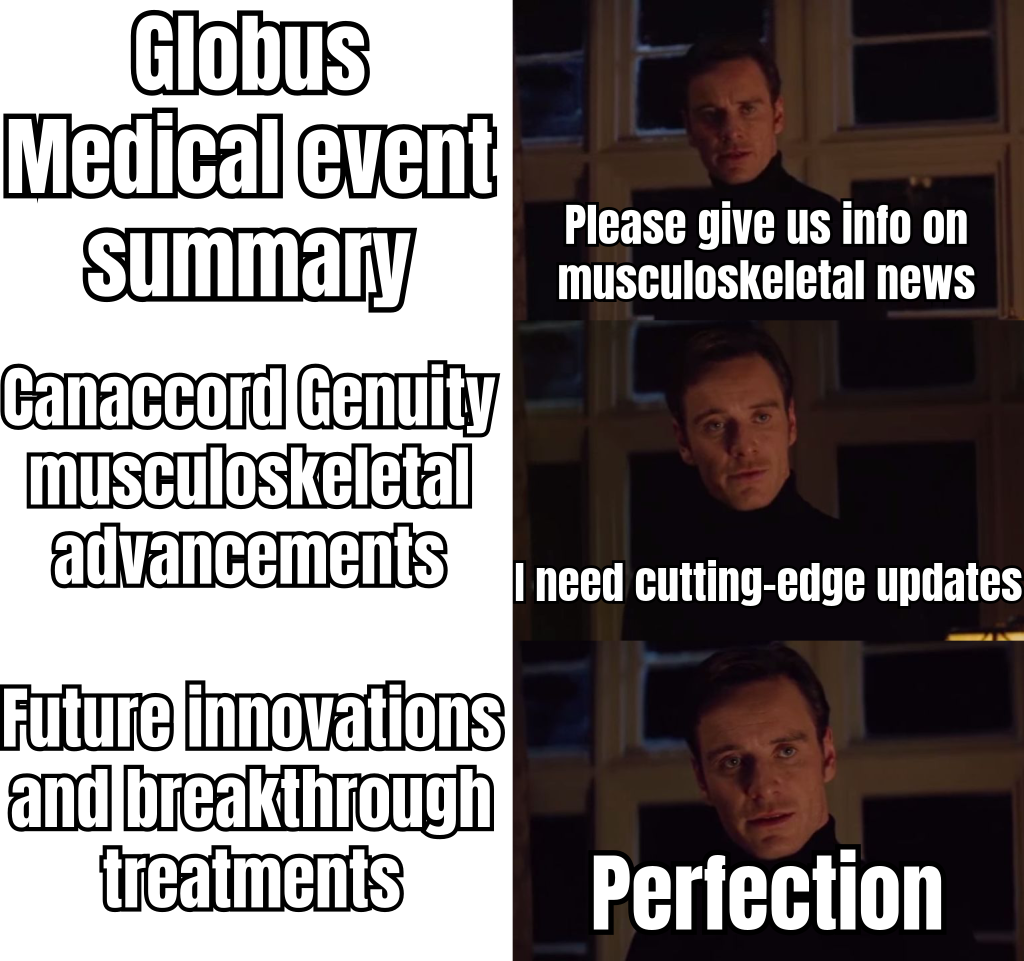 Globus
Medical event
summary
Please give us info on
musculoskeletal news
Canaccord Genuity
musculoskeletal
advancements
I need cutting-edge updates
Future innovations
and breakthrough
treatments
Perfection